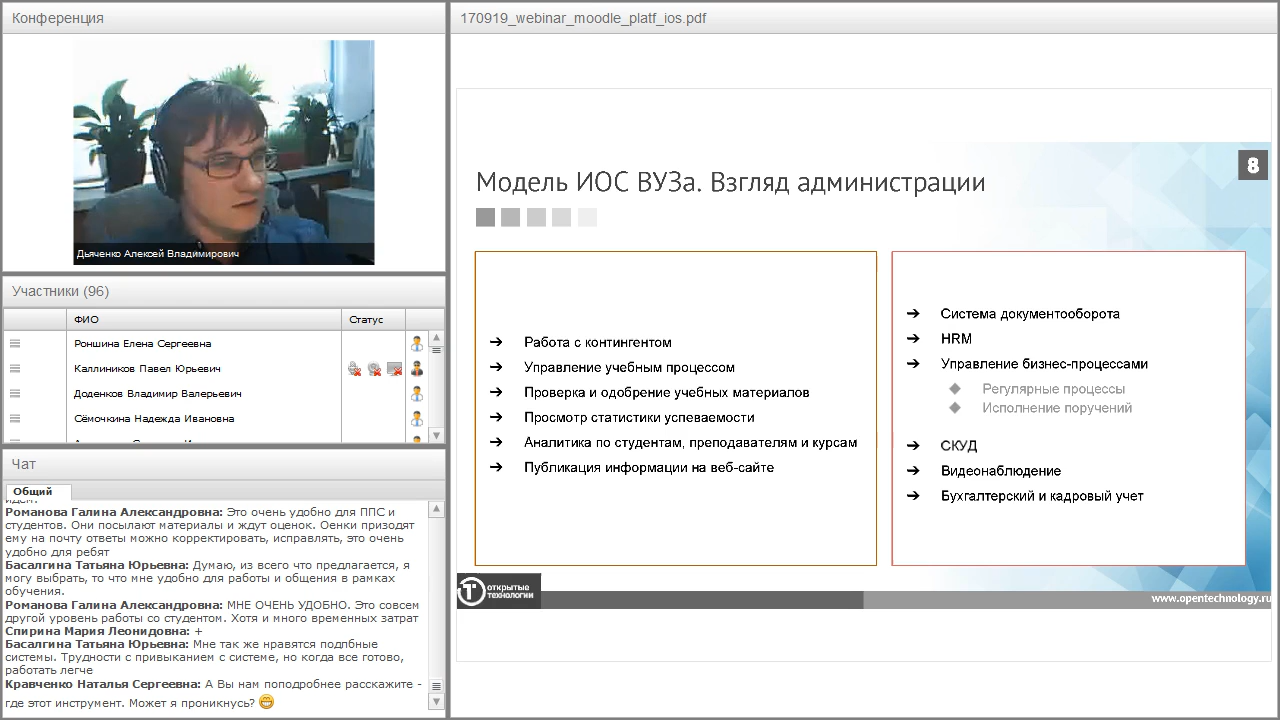 Конференция
Дьяченко Алексей Владимирович
Участники (96)
ФИО
Статус
Роншина Елена Сергеевна
Каллиников Павел Юрьевич
Доденков Владимир Валерьевич
Сёмочкина Надежда Ивановна
Чат
Общий
Романова Галина Александровна: Это очень удобно для ППС и
студентов. Они посылают материалы и ждут оценок. Оенки призодят
ему на почту ответы можно корректировать, исправлять, это очень
удобно для ребят
Басалгина Татьяна Юрьевна: Думаю, из всего что предлагается, я
могу выбрать, то что мне удобно для работы и общения в рамках
обучения.
Романова Галина Александровна: МНЕ ОЧЕНЬ УДОБНО. Это совсем
другой уровень работы со студентом. Хотя и много временных затрат
Спирина Мария Леонидовна: +
Басалгина Татьяна Юрьевна: Мне так же нравятся подпбные
системы. Трудности с привыканием с системе, но когда все готово,
работать легче
Кравченко Наталья Сергеевна: А Вы нам поподробнее расскажите -
где этот инструмент. Может я проникнусь?
170919_webinar_moodle_platf_ios.pdf
8
Модель ИОС ВУЗа. Взгляд администрации
Работа с контингентом
Управление учебным процессом
Проверка и одобрение учебных материалов
Просмотр статистики успеваемости
Аналитика по студентам, преподавателям и курсам
Публикация информации на веб-сайте
Система документооборота
HRM
Управление бизнес-процессами
Регулярные процессы
Исполнение поручений
СКУД
Видеонаблюдение
Бухгалтерский и кадровый учет
ОТКРЫТЫЕ
ТЕХНОЛОГИИ
www.opentechnology.ru